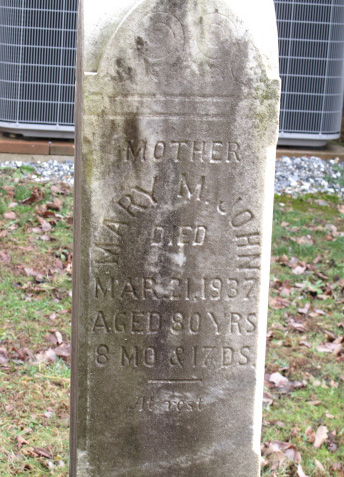 MOTHER
MARY M. JOHN
DIED
MAR. 21, 1937
AGED 80 YRS
8 MO & 17 DS.
At rest